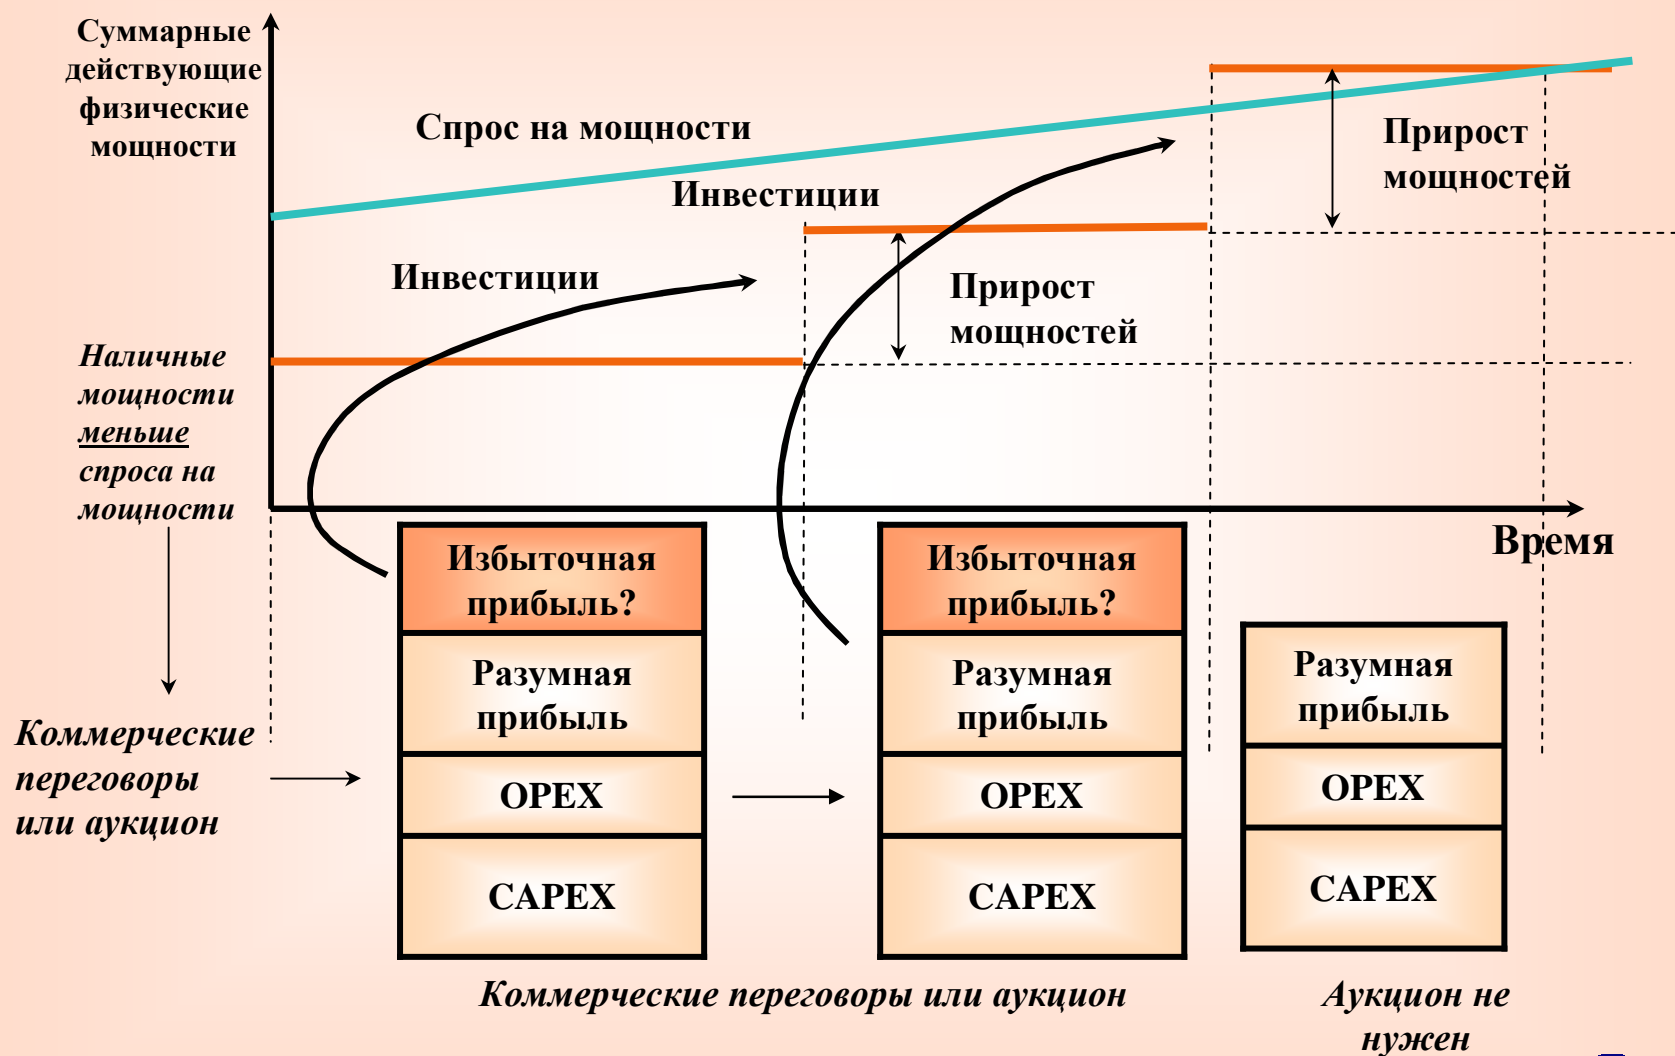 Суммарные
действующие
физические
мощности
Спрос на мощности
Инвестиции
Инвестиции
Прирост
мощностей
Прирост
мощностей
Наличные
мощности
меньше
спроса на
мощности
Время
Коммерческие
переговоры
или аукцион
Избыточная
прибыль?
Разумная
прибыль
OPEX
CAPEX
Избыточная
прибыль?
Разумная
прибыль
OPEX
CAPEX
Разумная
прибыль
OPEX
CAPEX
Коммерческие переговоры или аукцион
Аукцион не
нужен